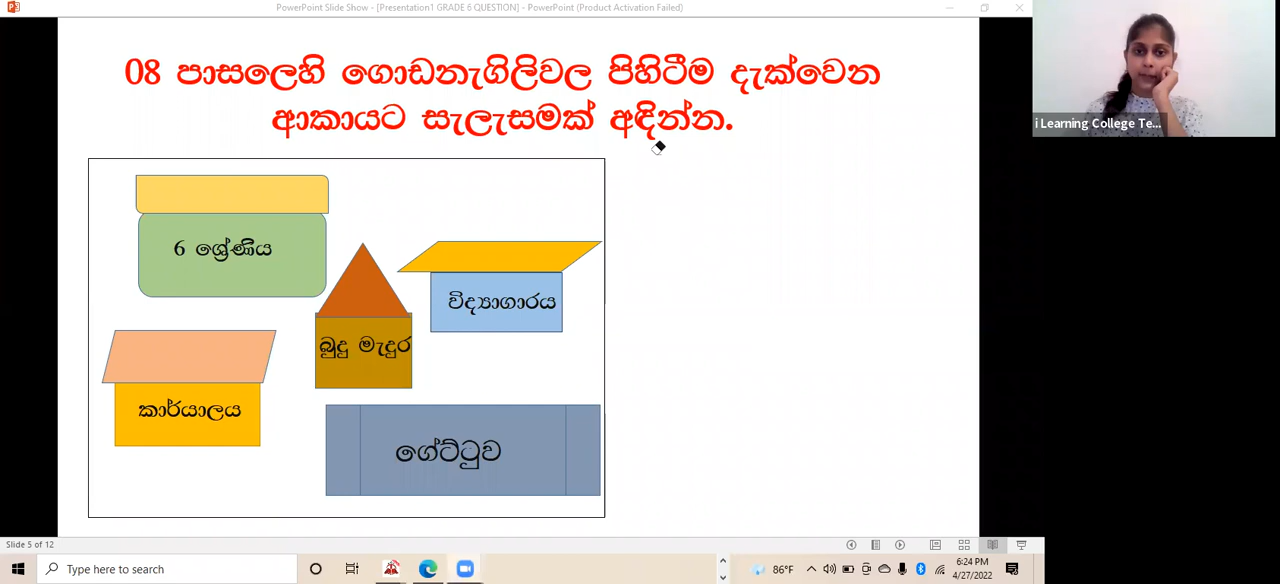 PowerPoint Slide Show - [Presentation1 GRADE 6 QUESTION] - PowerPoint (Product Activation Failed)
08 පාසලෙහි ගොඩනැගිලිවල පිහිටීම දැක්වෙන
ආකායට සැලැසමක් අඳින්න.
i Learning College Te...
6 ශ්‍රේණිය
විද්‍යාගාරය
බුදු මැදුර
කාර්යාලය
ගේට්ටුව
Slide 5 of 12
Type here to search
86°F
6:24 PM
4/27/2022